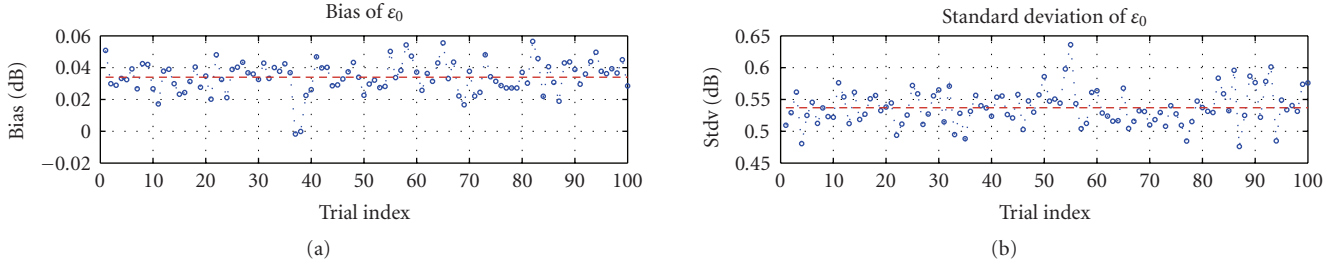 Bias of ε0
0.06
0.04
0.02
0
−0.02
Bias (dB)
0 10 20 30 40 50 60 70 80 90 100
Trial index
(a)
Standard deviation of ε0
0.65
0.6
0.55
0.5
0.45
Stdv (dB)
0 10 20 30 40 50 60 70 80 90 100
Trial index
(b)